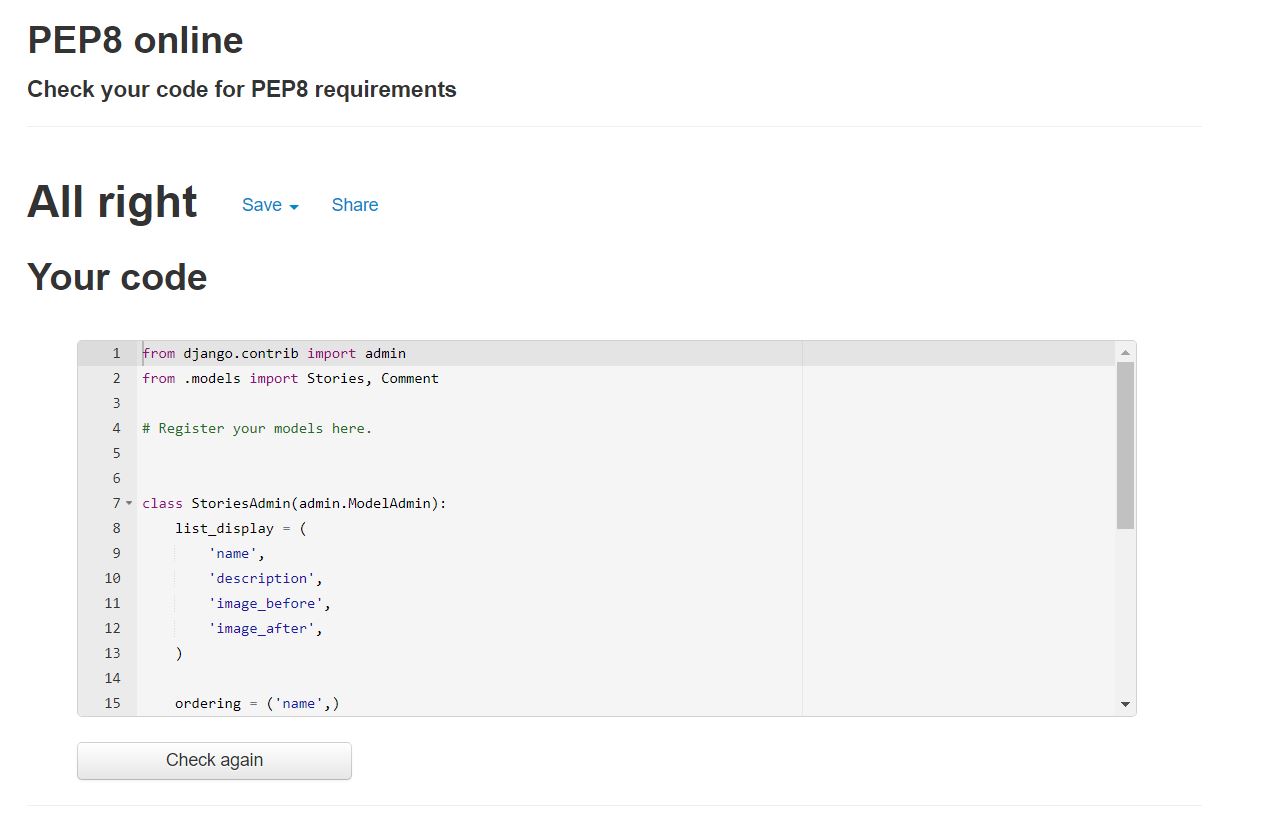 PEP8 online
Check your code for PEP8 requirements
All right Save Share
Your code
1 from django.contrib import admin
2 from .models import Stories, Comment
3
4 # Register your models here.
5
6
7 class StoriesAdmin(admin.ModelAdmin):
8     list_display = (
9         'name',
10         'description',
11         'image_before',
12         'image_after',
13     )
14
15     ordering = ('name',)
Check again